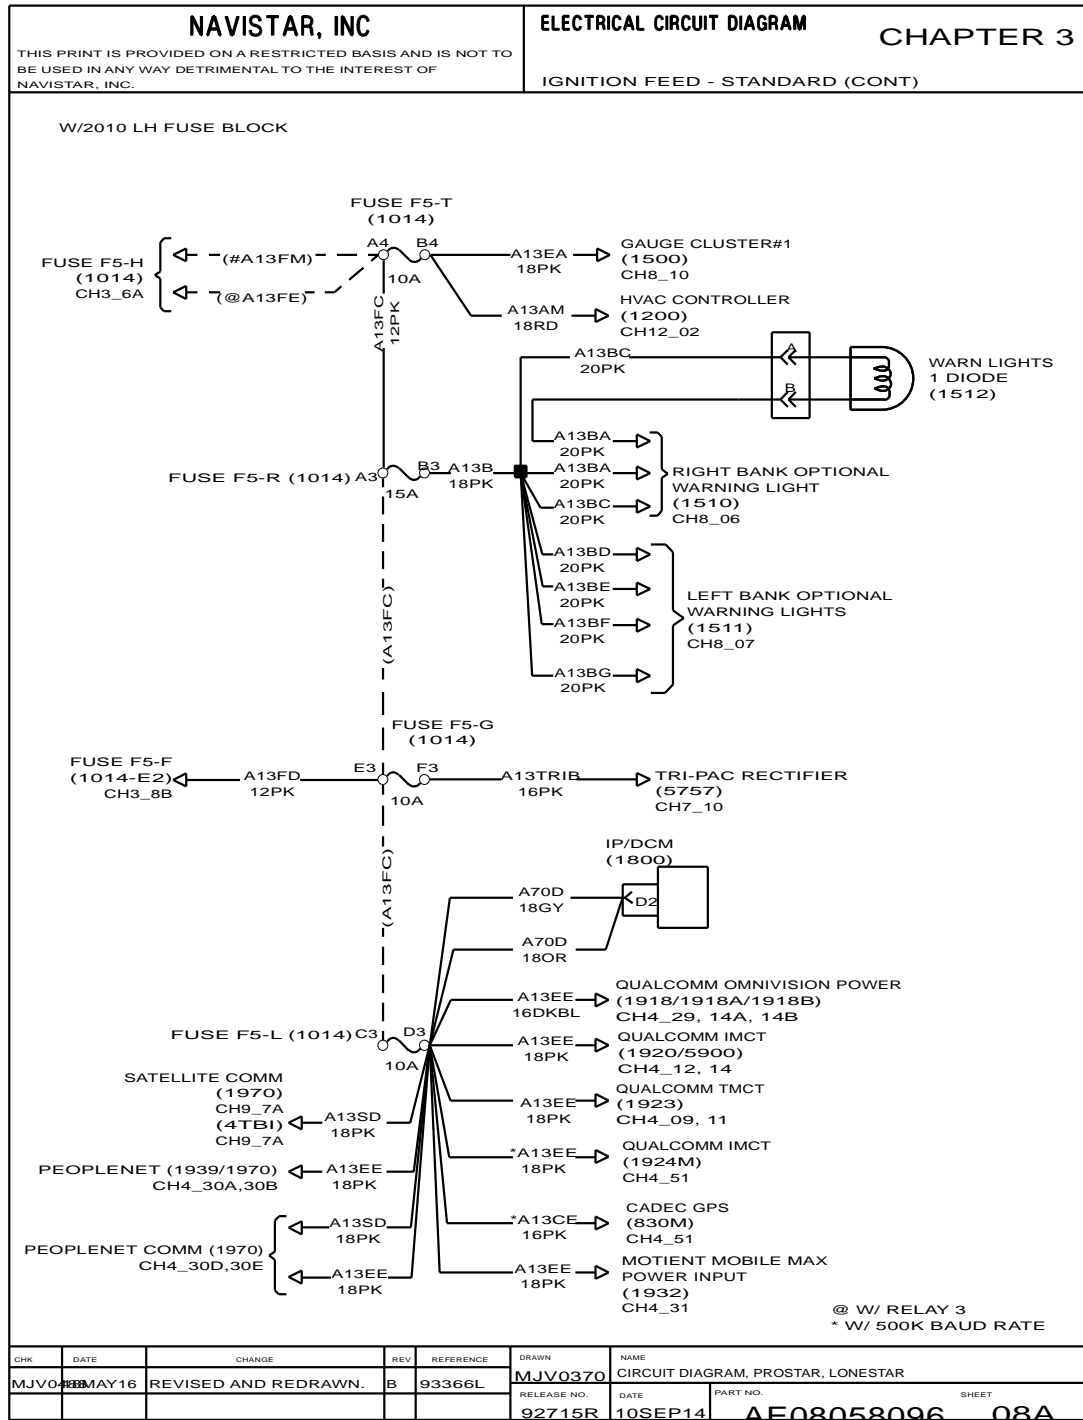 NAVISTAR, INC
THIS PRINT IS PROVIDED ON A RESTRICTED BASIS AND IS NOT TO
BE USED IN ANY WAY DETRIMENTAL TO THE INTEREST OF
NAVISTAR, INC.
ELECTRICAL CIRCUIT DIAGRAM
CHAPTER 3
IGNITION FEED - STANDARD (CONT)
W/2010 LH FUSE BLOCK
FUSE F5-T
(1014)
A4
B4
10A
FUSE F5-H
(1014)
CH3_6A
(#A13FM)
(@A13FE)
A13FC
12PK
A13EA
18PK
GAUGE CLUSTER#1
(1500)
CH8_10
A13AM
18RD
HVAC CONTROLLER
(1200)
CH12_02
A13BC
20PK
A
B
WARN LIGHTS
1 DIODE
(1512)
FUSE F5-R (1014)
A3
B3
15A
A13B
18PK
A13BA
20PK
A13BA
20PK
A13BC
20PK
RIGHT BANK OPTIONAL
WARNING LIGHT
(1510)
CH8_06
A13BD
20PK
A13BE
20PK
A13BF
20PK
A13BG
20PK
LEFT BANK OPTIONAL
WARNING LIGHTS
(1511)
CH8_07
(A13FC)
FUSE F5-G
(1014)
E3
F3
10A
FUSE F5-F
(1014-E2)
CH3_8B
A13FD
12PK
A13TRIB
16PK
TRI-PAC RECTIFIER
(5757)
CH7_10
(A13FC)
IP/DCM
(1800)
D2
A70D
18GY
A70D
18OR
FUSE F5-L (1014)
C3
D3
10A
A13EE
16DKBL
QUALCOMM OMNIVISION POWER
(1918/1918A/1918B)
CH4_29, 14A, 14B
A13EE
18PK
QUALCOMM IMCT
(1920/5900)
CH4_12, 14
A13EE
18PK
QUALCOMM TMCT
(1923)
CH4_09, 11
*A13EE
18PK
QUALCOMM IMCT
(1924M)
CH4_51
*A13CE
16PK
CADEC GPS
(830M)
CH4_51
A13EE
18PK
MOTIENT MOBILE MAX
POWER INPUT
(1932)
CH4_31
SATELLITE COMM
(1970)
CH9_7A
(4TBI)
CH9_7A
A13SD
18PK
PEOPLENET (1939/1970)
CH4_30A,30B
A13EE
18PK
PEOPLENET COMM (1970)
CH4_30D,30E
A13SD
18PK
A13EE
18PK
@ W/ RELAY 3
* W/ 500K BAUD RATE
CHK DATE CHANGE REV REFERENCE
MAY16 REVISED AND REDRAWN. B 93366L
DRAWN
MJV0370
NAME
CIRCUIT DIAGRAM, PROSTAR, LONESTAR
RELEASE NO.
92715R
DATE
10SEP14
PART NO.
AE08058096
SHEET
08A